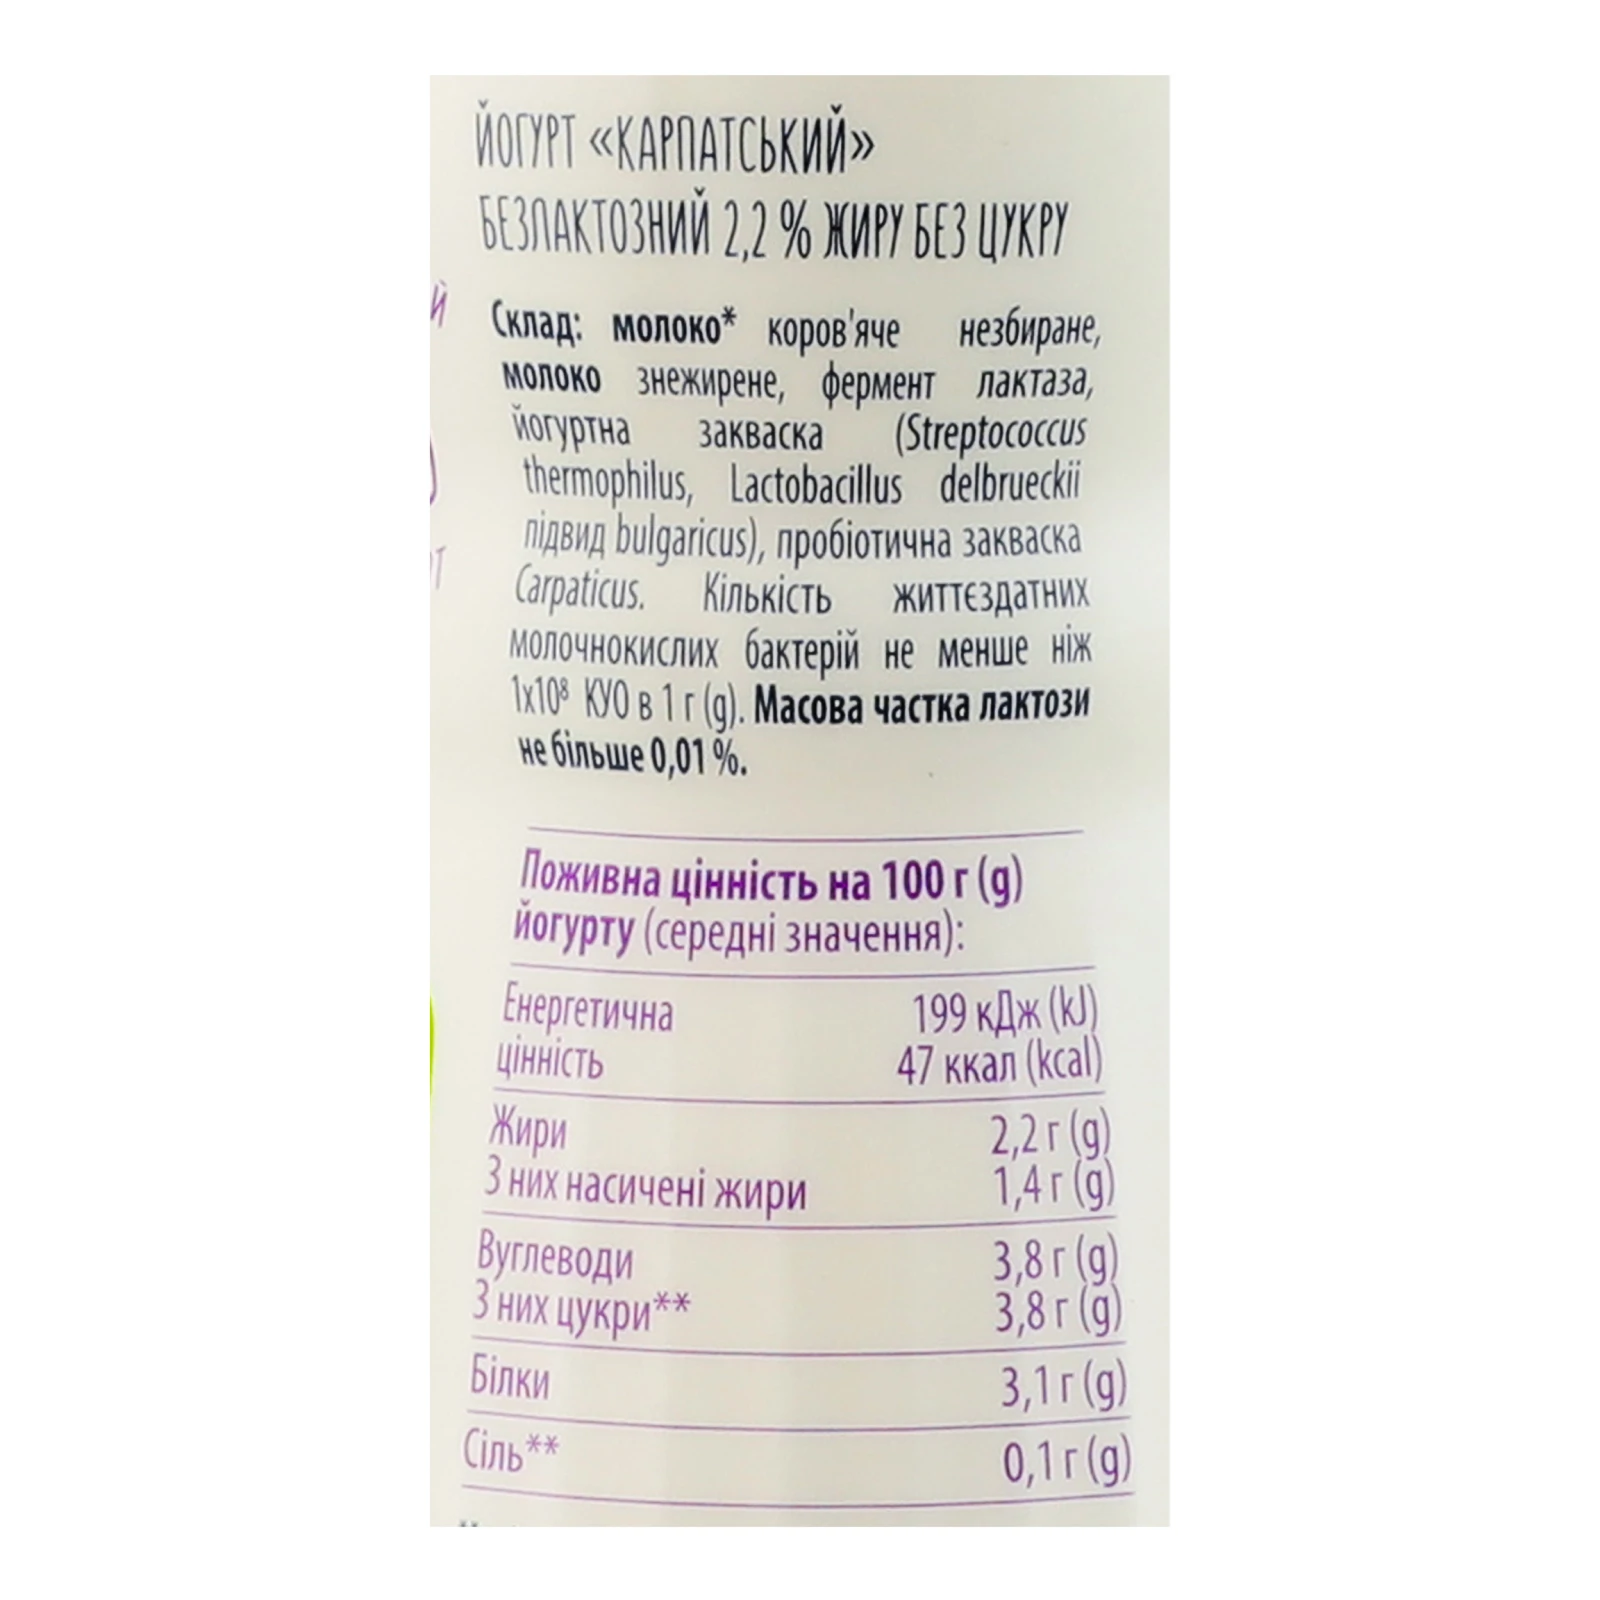 ЙОГУРТ «КАРПАТСЬКИЙ»
БЕЗЛАКТОЗНИЙ 2,2 % ЖИРУ БЕЗ ЦУКРУ
Склад: молоко* коров'яче незбиране,
молоко знежирене, фермент лактаза,
йогуртна закваска (Streptococcus
thermophilus, Lactobacillus delbrueckii
підвид bulgaricus), пробіотична закваска
Carpaticus. Кількість життєздатних
молочнокислих бактерій не менше ніж
1х10⁸ КУО в 1 г (g). Масова частка лактози
не більше 0,01 %.
Поживна цінність на 100 г (g)
йогурту (середні значення):
Енергетична 199 кДж (kJ)
цінність 47 ккал (kcal)
Жири 2,2 г (g)
З них насичені жири 1,4 г (g)
Вуглеводи 3,8 г (g)
З них цукри** 3,8 г (g)
Білки 3,1 г (g)
Сіль** 0,1 г (g)